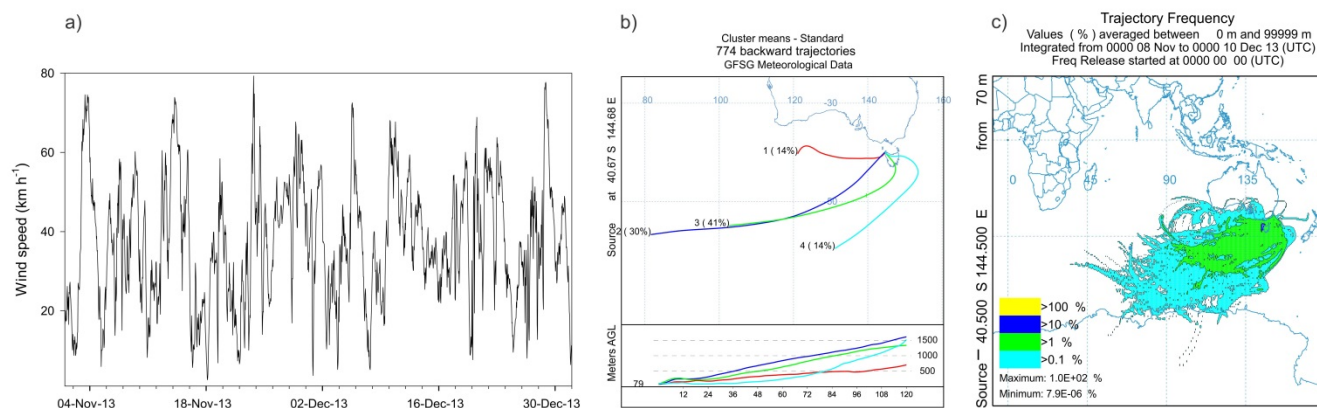 a)
80
60
40
20
Wind speed (km h⁻¹)
04-Nov-13 18-Nov-13 02-Dec-13 16-Dec-13 30-Dec-13
b)
Cluster means - Standard
774 backward trajectories
GFSG Meteorological Data
Source at 40.67 S 144.68 E
80 100 120 -30 140 160
1 ( 14%)
3 ( 41%)
2 ( 30%)
4 ( 14%)
Meters AGL
1500
1000
500
79
12 24 36 48 60 72 84 96 108 120
c)
Trajectory Frequency
Values ( % ) averaged between 0 m and 99999 m
Integrated from 0000 08 Nov to 0000 10 Dec 13 (UTC)
Freq Release started at 0000 00 00 (UTC)
Source – 40.500 S 144.500 E from 70 m
0 45 90 135
>100 %
>10 %
>1 %
>0.1 %
Maximum: 1.0E+02 %
Minimum: 7.9E-06 %